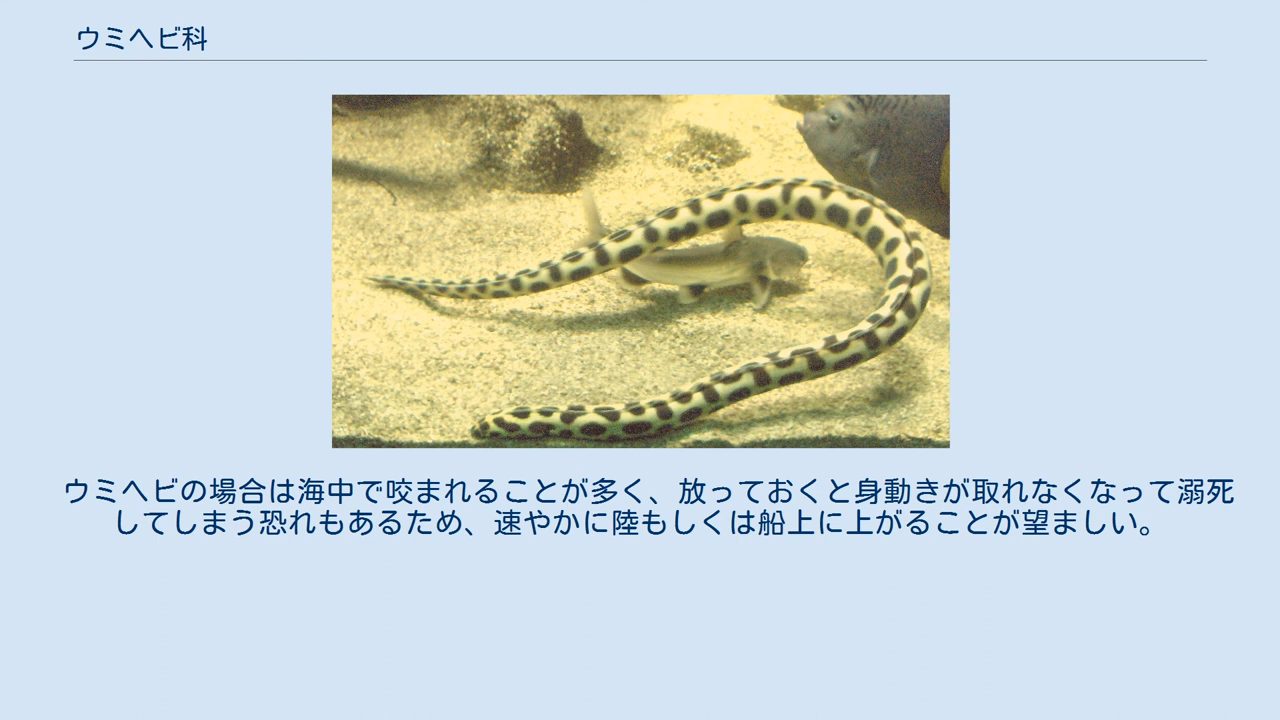 ウミヘビ科
ウミヘビの場合は海中で咬まれることが多く、放っておくと身動きが取れなくなって溺死
してしまう恐れもあるため、速やかに陸もしくは船上に上がることが望ましい。